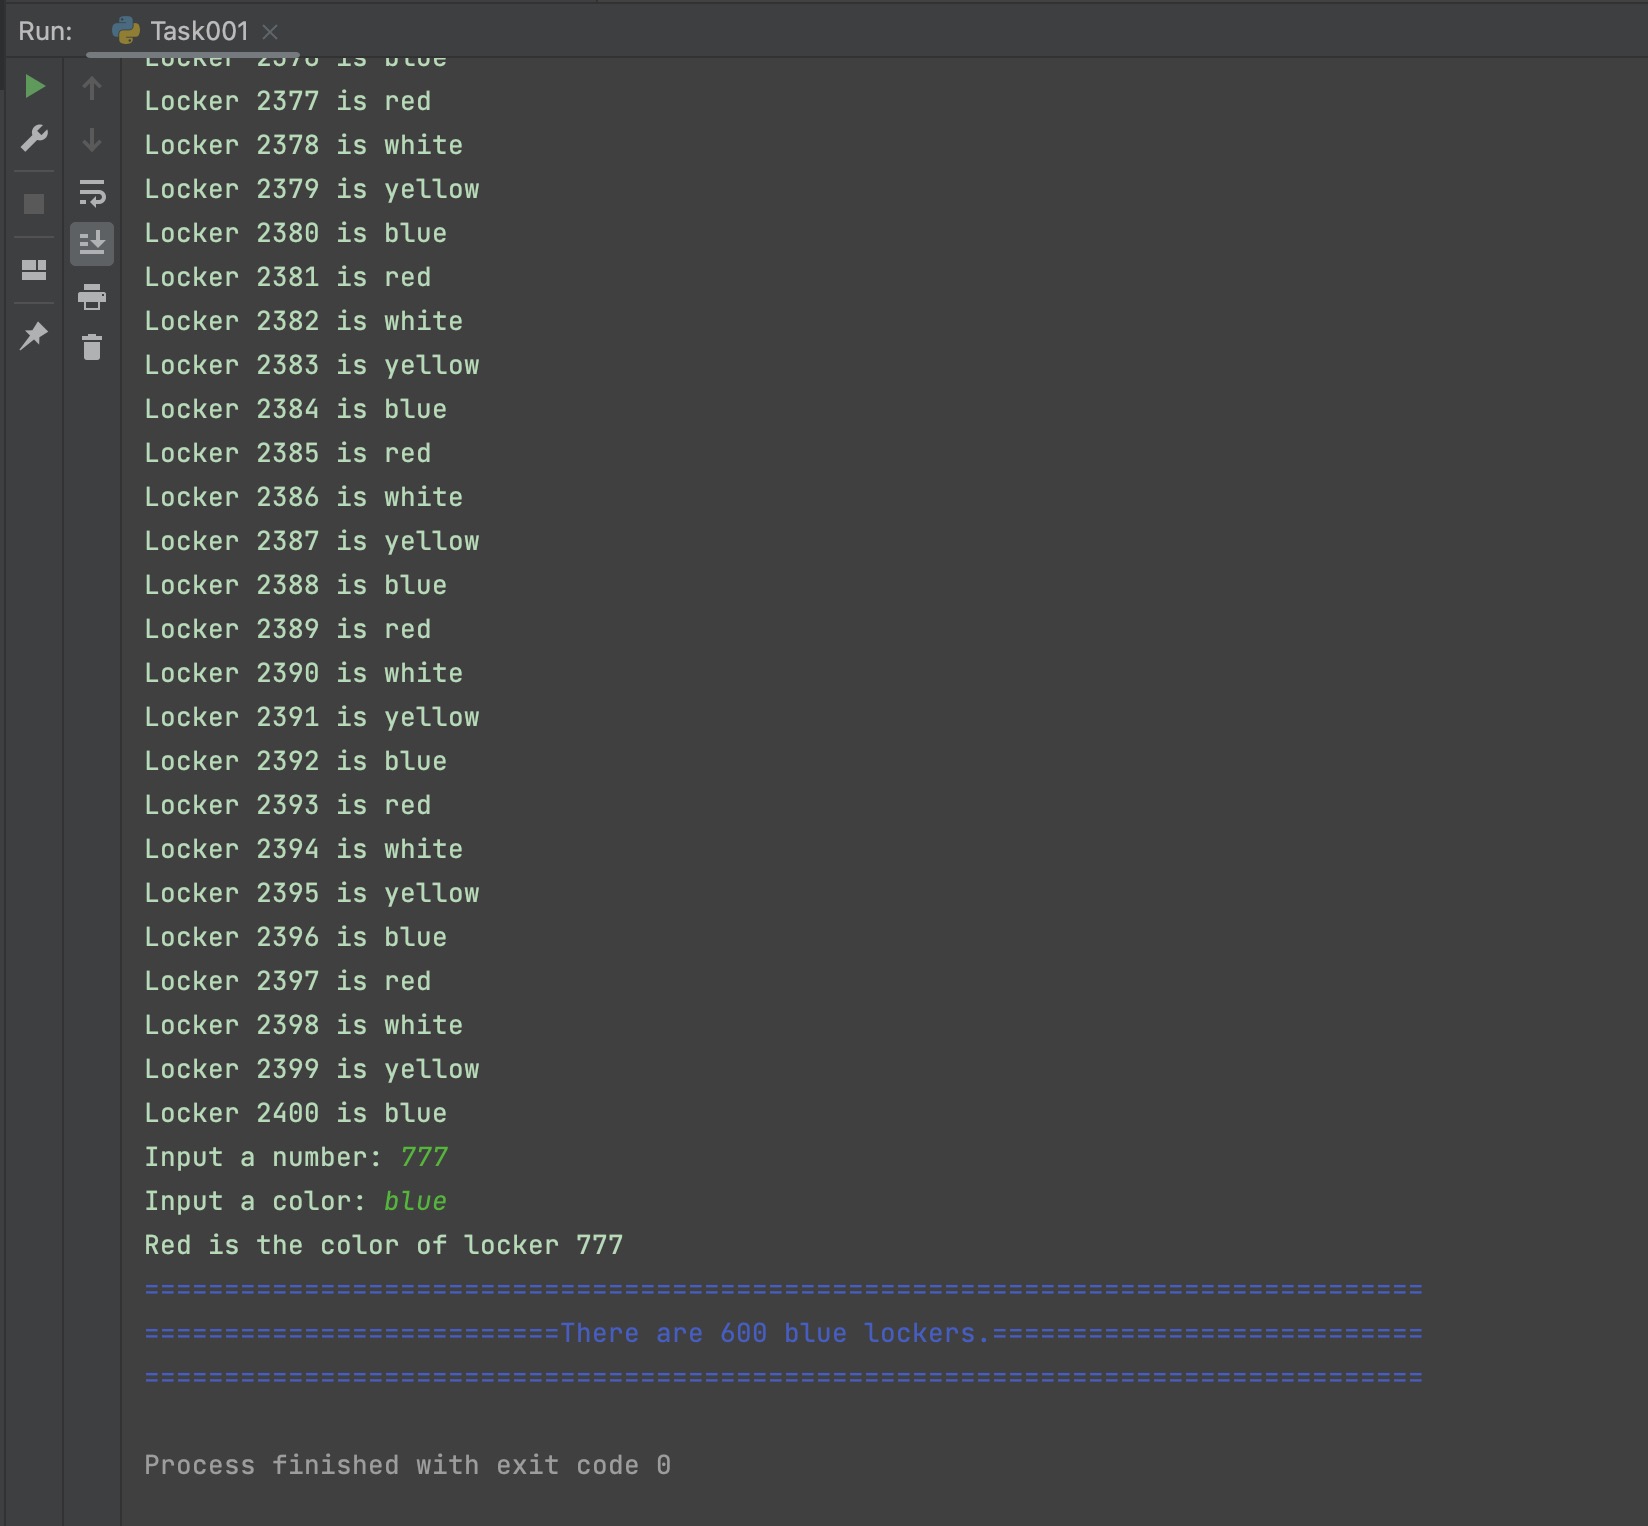 Run: Task001
Locker 2376 is blue
Locker 2377 is red
Locker 2378 is white
Locker 2379 is yellow
Locker 2380 is blue
Locker 2381 is red
Locker 2382 is white
Locker 2383 is yellow
Locker 2384 is blue
Locker 2385 is red
Locker 2386 is white
Locker 2387 is yellow
Locker 2388 is blue
Locker 2389 is red
Locker 2390 is white
Locker 2391 is yellow
Locker 2392 is blue
Locker 2393 is red
Locker 2394 is white
Locker 2395 is yellow
Locker 2396 is blue
Locker 2397 is red
Locker 2398 is white
Locker 2399 is yellow
Locker 2400 is blue
Input a number: 777
Input a color: blue
Red is the color of locker 777
================================================================================
==========================There are 600 blue lockers.===========================
================================================================================
Process finished with exit code 0